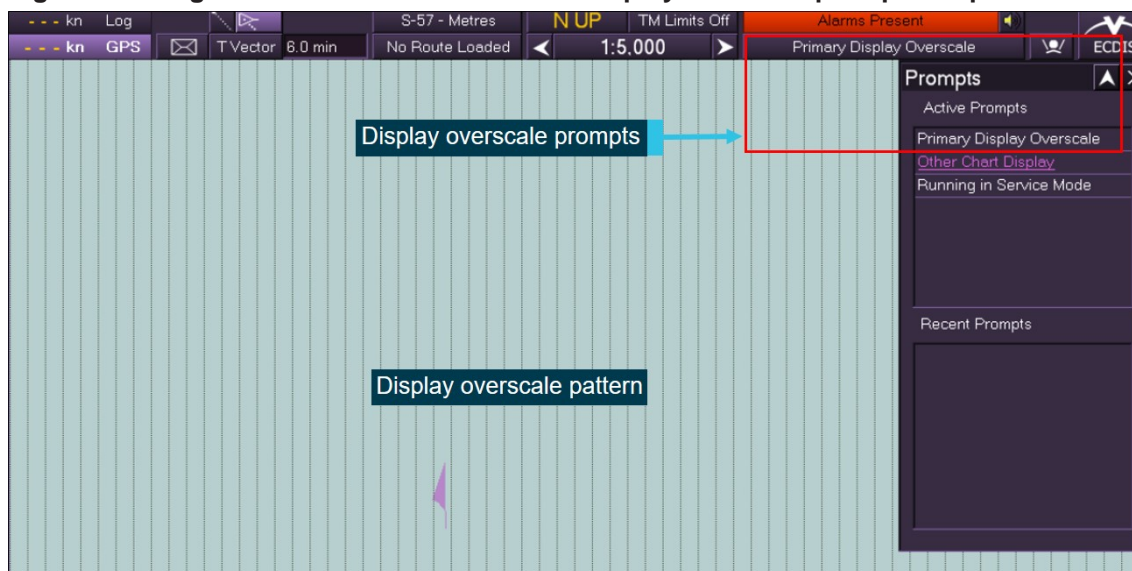 --- kn Log S-57 - Metres N UP TM Limits Off Alarms Present
--- kn GPS T Vector 6.0 min No Route Loaded < 1:5,000 > Primary Display Overscale ECDIS
Prompts
Active Prompts
Display overscale prompts
Primary Display Overscale
Other Chart Display
Running in Service Mode
Recent Prompts
Display overscale pattern